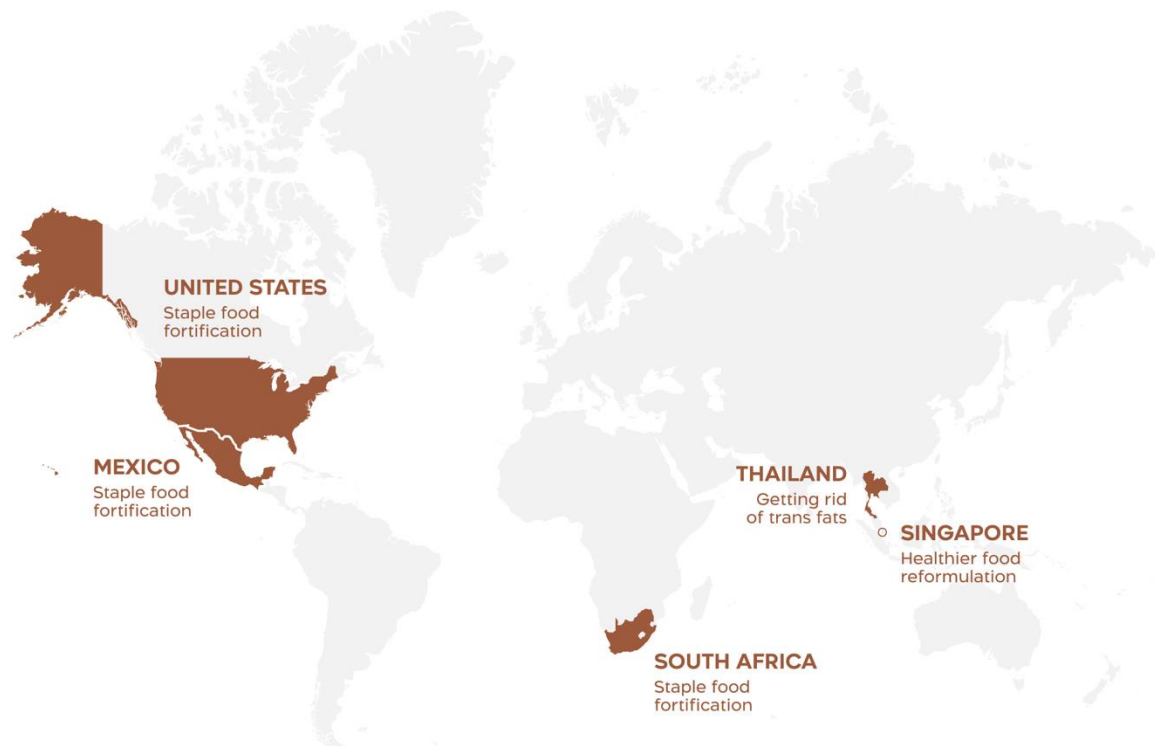 UNITED STATES
Staple food
fortification
MEXICO
Staple food
fortification
THAILAND
Getting rid
of trans fats
SINGAPORE
Healthier food
reformulation
SOUTH AFRICA
Staple food
fortification